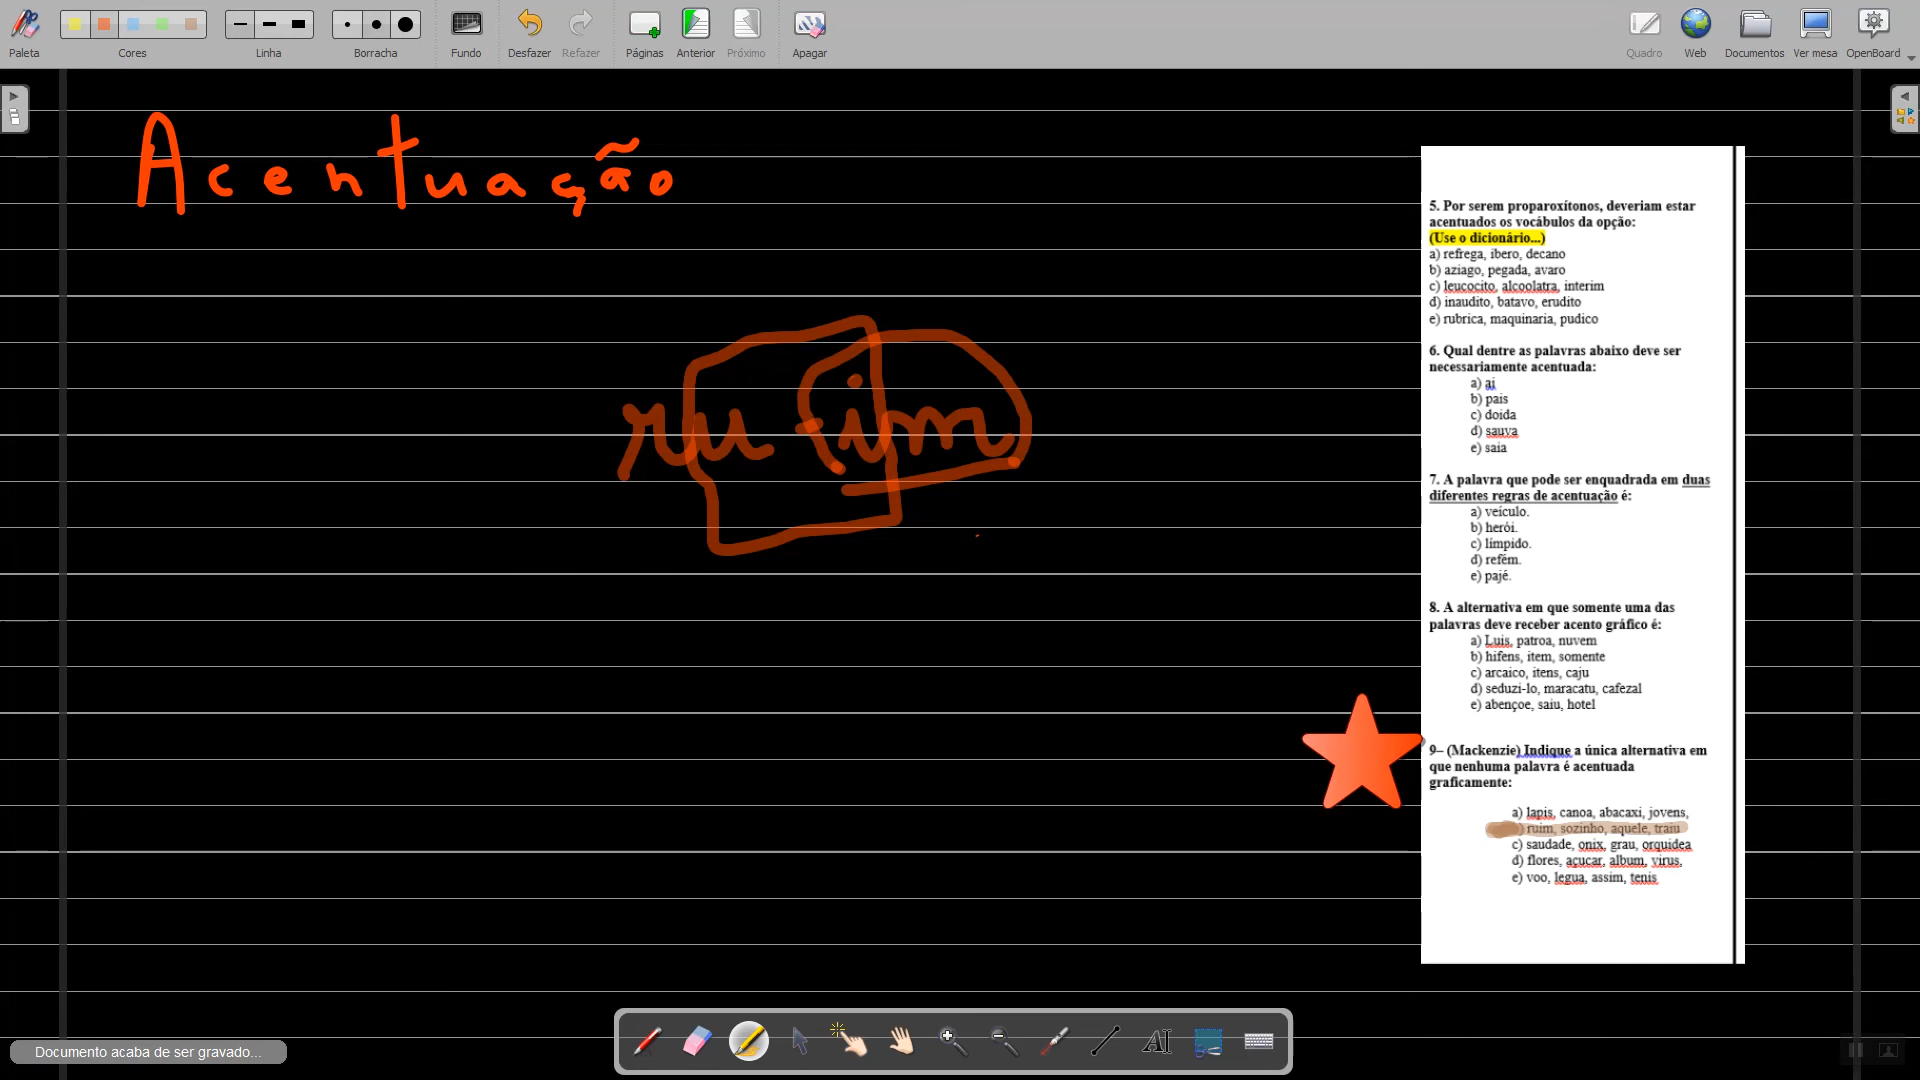 Paleta Cores Linha Borracha Fundo Desfazer Refazer Páginas Anterior Próximo Apagar Quadro Web Documentos Ver mesa OpenBoard
Acentuação
ru-im
5. Por serem proparoxítonos, deveriam estar
acentuados os vocábulos da opção:
(Use o dicionário...)
a) refrega, ibero, decano
b) aziago, pegada, avaro
c) leucocito, alcoolatra, interim
d) inaudito, batavo, erudito
e) rubrica, maquinaria, pudico
6. Qual dentre as palavras abaixo deve ser
necessariamente acentuada:
a) ai
b) pais
c) doida
d) sauva
e) saia
7. A palavra que pode ser enquadrada em duas
diferentes regras de acentuação é:
a) veículo.
b) herói.
c) límpido.
d) refém.
e) pajé.
8. A alternativa em que somente uma das
palavras deve receber acento gráfico é:
a) Luis, patroa, nuvem
b) hifens, item, somente
c) arcaico, itens, caju
d) seduzi-lo, maracatu, cafezal
e) abençoe, saiu, hotel
9– (Mackenzie) Indique a única alternativa em
que nenhuma palavra é acentuada
graficamente:
a) lapis, canoa, abacaxi, jovens,
) ruim, sozinho, aquele, traiu
c) saudade, onix, grau, orquidea
d) flores, açucar, album, virus,
e) voo, legua, assim, tenis
Documento acaba de ser gravado...